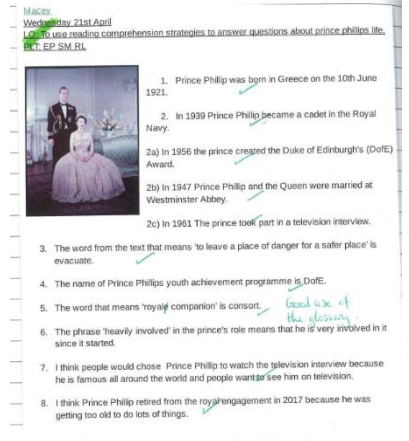 Macey
Wednesday 21st April
LO: To use reading comprehension strategies to answer questions about prince phillips life.
PLT: EP SM RL
1. Prince Philip was born in Greece on the 10th June
1921.
2. In 1939 Prince Philip became a cadet in the Royal
Navy.
2a) In 1956 the prince created the Duke of Edinburgh's (DofE)
Award.
2b) In 1947 Prince Philip and the Queen were married at
Westminster Abbey.
2c) In 1961 The prince took part in a television interview.
3. The word from the text that means 'to leave a place of danger for a safer place' is
evacuate.
4. The name of Prince Phillips youth achievement programme is DofE.
5. The word that means 'royale companion' is consort.
Good use of
the glossary.
6. The phrase 'heavily involved' in the prince's role means that he is very involved in it
since it started.
7. I think people would chose Prince Philip to watch the television interview because
he is famous all around the world and people want to see him on television.
8. I think Prince Philip retired from the royal engagement in 2017 because he was
getting too old to do lots of things.